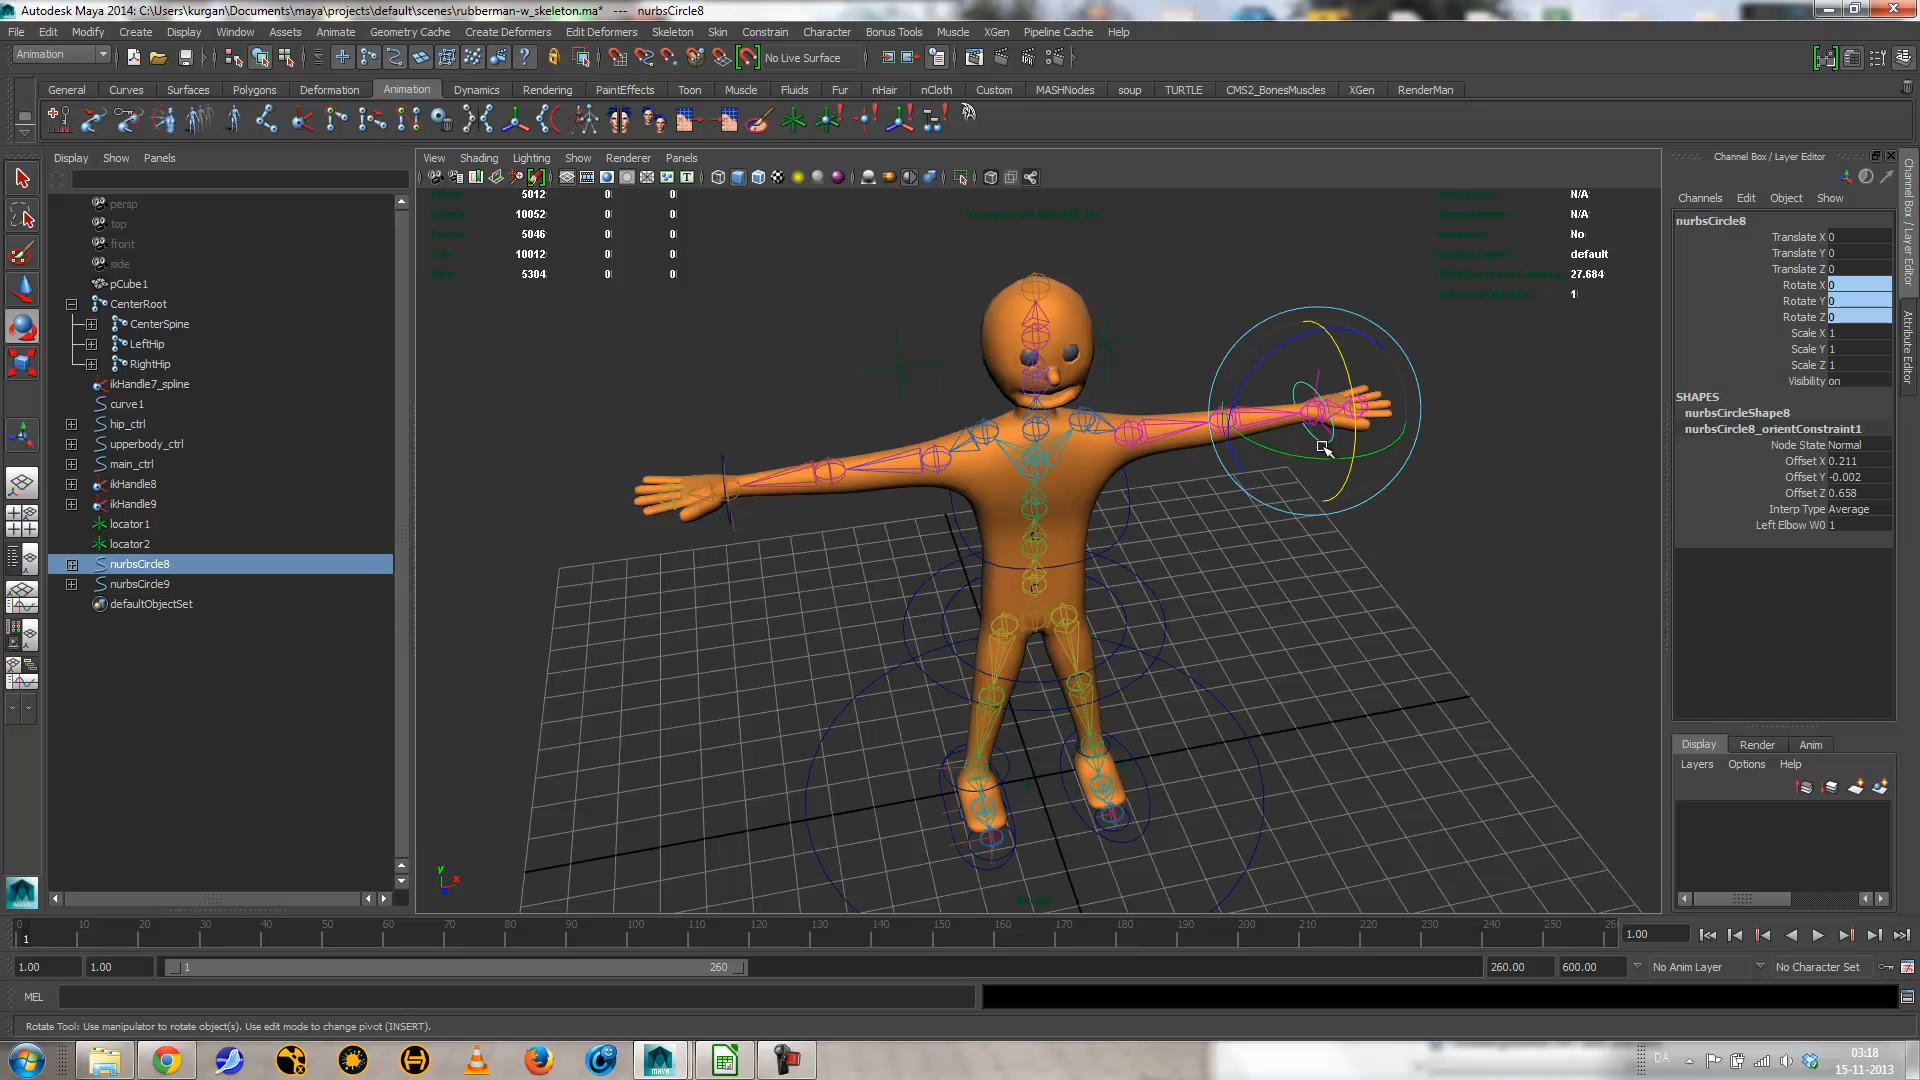 Autodesk Maya 2014: C:\Users\kurgan\Documents\maya\projects\default\scenes\rubberman-w_skeleton.ma* --- nurbsCircle8
File Edit Modify Create Display Window Assets Animate Geometry Cache Create Deformers Edit Deformers Skeleton Skin Constrain Character Bonus Tools Muscle XGen Pipeline Cache Help
Animation No Live Surface
General Curves Surfaces Polygons Deformation Animation Dynamics Rendering PaintEffects Toon Muscle Fluids Fur nHair nCloth Custom MASHNodes soup TURTLE CMS2_BonesMuscles XGen RenderMan
Display Show Panels
View Shading Lighting Show Renderer Panels
Channel Box / Layer Editor
Channels Edit Object Show
persp
top
front
side
pCube1
CenterRoot
CenterSpine
LeftHip
RightHip
ikHandle7_spline
curve1
hip_ctrl
upperbody_ctrl
main_ctrl
ikHandle8
ikHandle9
locator1
locator2
nurbsCircle8
nurbsCircle9
defaultObjectSet
5012 0 0
10052 0 0
5046 0 0
10012 0 0
5304 0 0
N/A
N/A
No
default
27.684
1
nurbsCircle8
Translate X 0
Translate Y 0
Translate Z 0
Rotate X 0
Rotate Y 0
Rotate Z 0
Scale X 1
Scale Y 1
Scale Z 1
Visibility on
SHAPES
nurbsCircleShape8
nurbsCircle8_orientConstraint1
Node State Normal
Offset X 0.211
Offset Y -0.002
Offset Z 0.658
Interp Type Average
Left Elbow W0 1
Channel Box / Layer Editor
Attribute Editor
Display Render Anim
Layers Options Help
y
x
MAYA
0 10 20 30 40 50 60 70 80 90 100 110 120 130 140 150 160 170 180 190 200 210 220 230 240 250 26
1
1.00
1.00 1.00 1 260 260.00 600.00 No Anim Layer No Character Set
MEL
Rotate Tool: Use manipulator to rotate object(s). Use edit mode to change pivot (INSERT).
MAYA
DA
03:18
15-11-2013